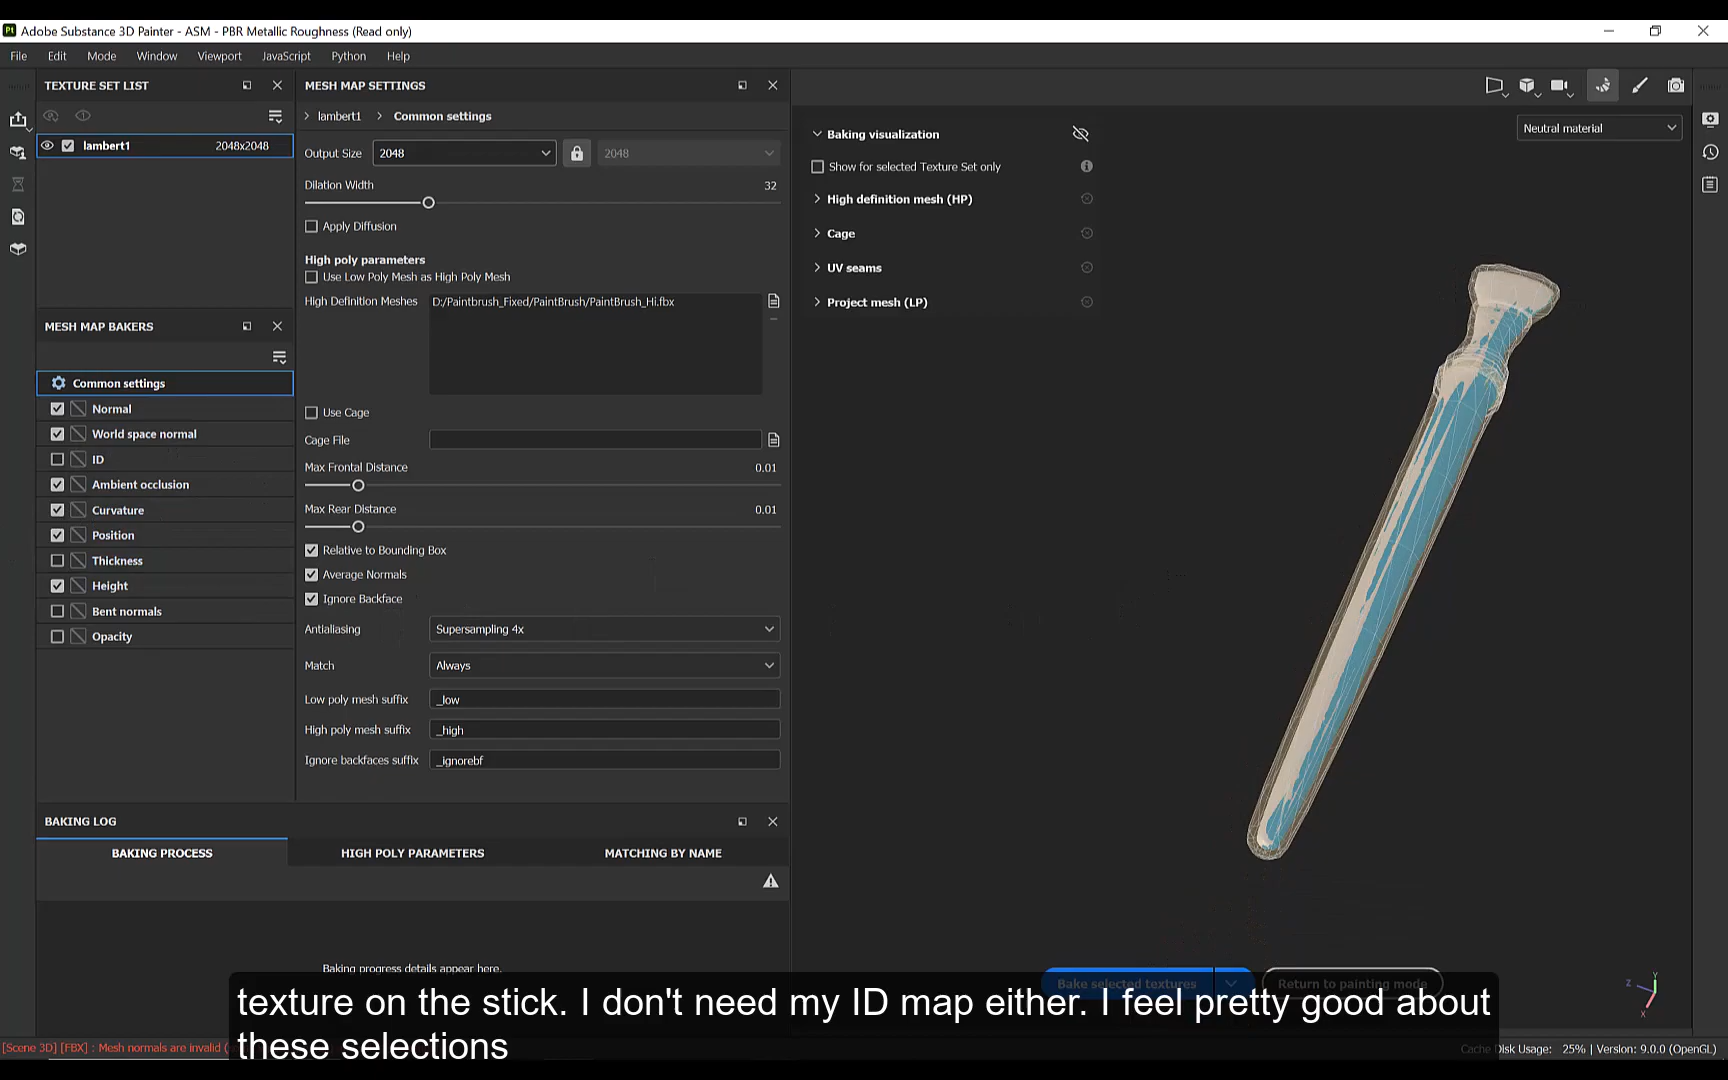 Pt Adobe Substance 3D Painter - ASM - PBR Metallic Roughness (Read only)
File Edit Mode Window Viewport JavaScript Python Help
TEXTURE SET LIST
lambert1 2048x2048
MESH MAP BAKERS
Common settings
Normal
World space normal
ID
Ambient occlusion
Curvature
Position
Thickness
Height
Bent normals
Opacity
MESH MAP SETTINGS
lambert1 > Common settings
Output Size 2048 2048
Dilation Width 32
Apply Diffusion
High poly parameters
Use Low Poly Mesh as High Poly Mesh
High Definition Meshes D:/Paintbrush_Fixed/PaintBrush/PaintBrush_Hi.fbx
Use Cage
Cage File
Max Frontal Distance 0.01
Max Rear Distance 0.01
Relative to Bounding Box
Average Normals
Ignore Backface
Antialiasing Supersampling 4x
Match Always
Low poly mesh suffix _low
High poly mesh suffix _high
Ignore backfaces suffix _ignorebf
BAKING LOG
BAKING PROCESS HIGH POLY PARAMETERS MATCHING BY NAME
Baking progress details appear here.
Baking visualization
Show for selected Texture Set only
High definition mesh (HP)
Cage
UV seams
Project mesh (LP)
Neutral material
Bake selected textures Return to painting mode
Z Y X
texture on the stick. I don't need my ID map either. I feel pretty good about
these selections
[Scene 3D] [FBX] : Mesh normals are invalid (
Cache Disk Usage: 25% | Version: 9.0.0 (OpenGL)